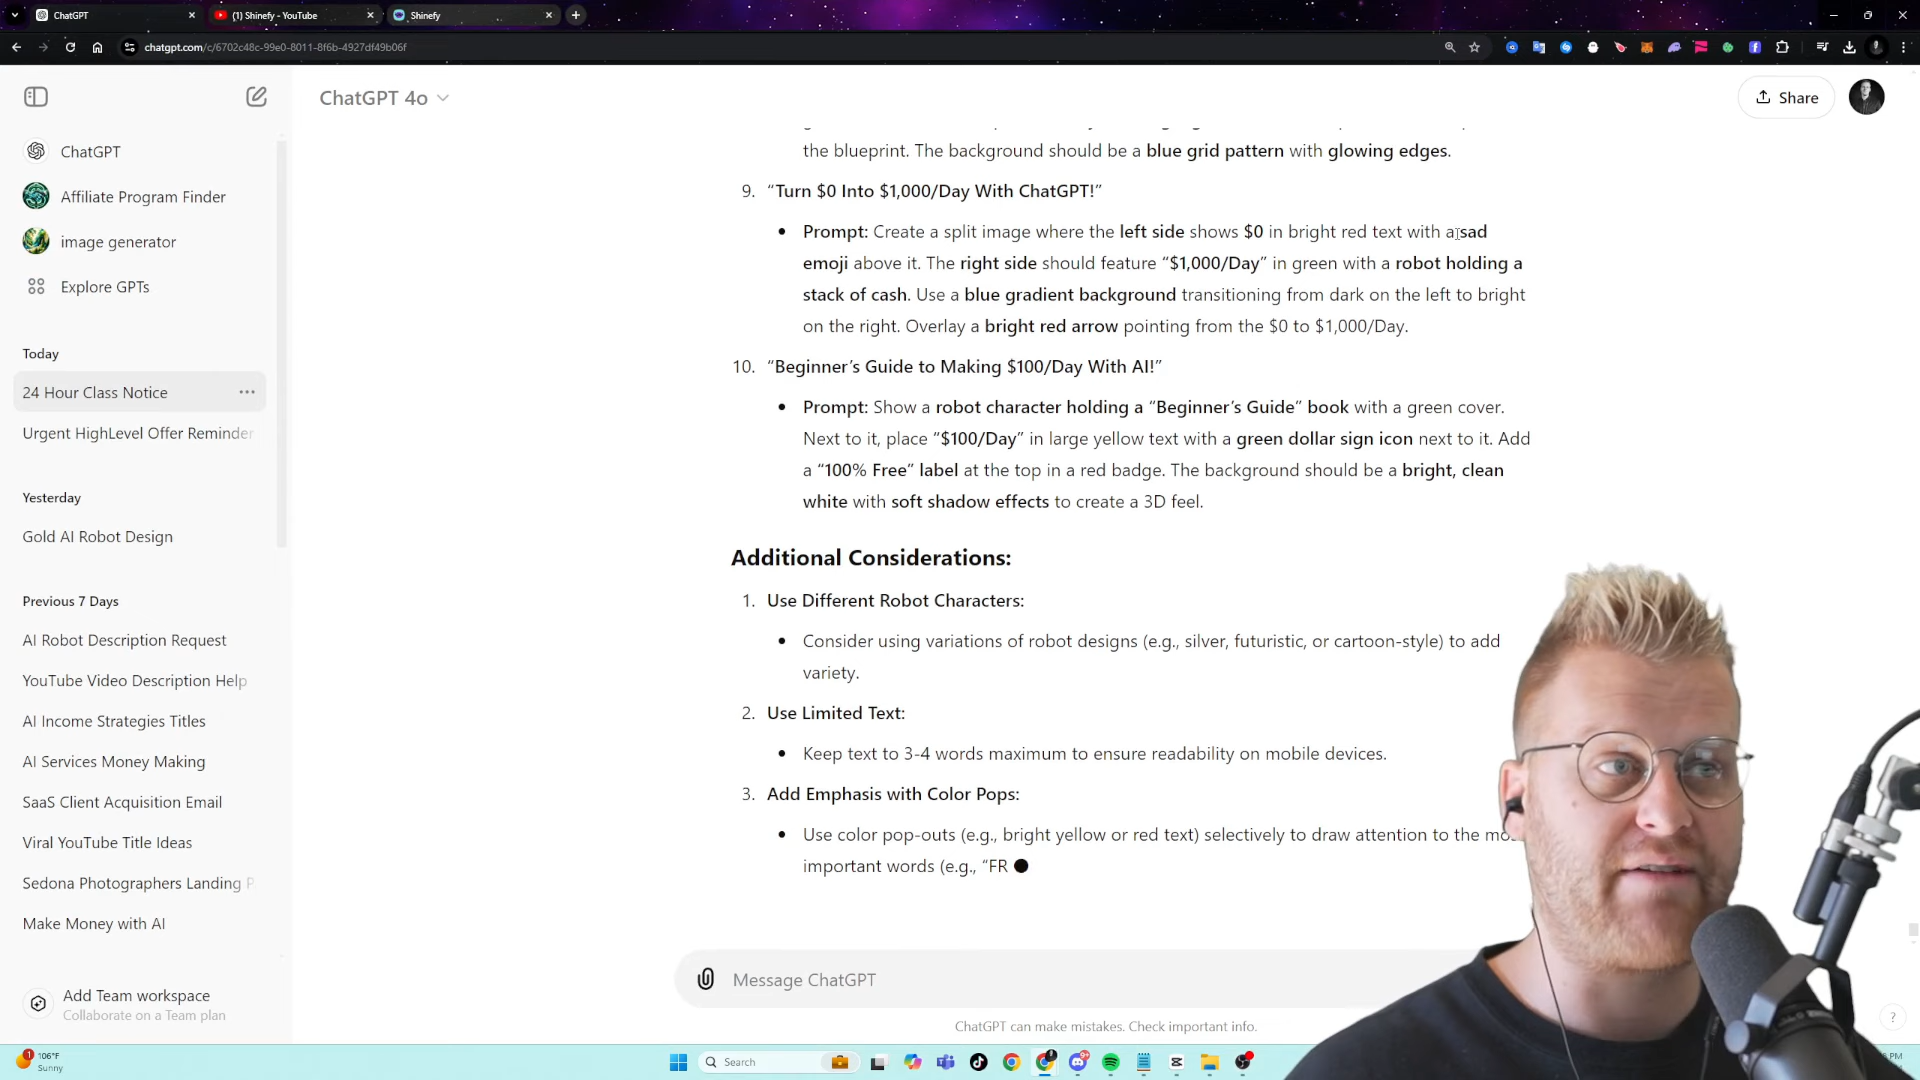 ChatGPT
(1) Shinefy - YouTube
Shinefy
chatgpt.com/c/6702c48c-99e0-8011-8f6b-4927df49b06f
ChatGPT 4o
Share
ChatGPT
Affiliate Program Finder
image generator
Explore GPTs
Today
24 Hour Class Notice
Urgent HighLevel Offer Reminder
Yesterday
Gold AI Robot Design
Previous 7 Days
AI Robot Description Request
YouTube Video Description Help
AI Income Strategies Titles
AI Services Money Making
SaaS Client Acquisition Email
Viral YouTube Title Ideas
Sedona Photographers Landing P
Make Money with AI
Add Team workspace
Collaborate on a Team plan
the blueprint. The background should be a blue grid pattern with glowing edges.
9. “Turn $0 Into $1,000/Day With ChatGPT!”
Prompt: Create a split image where the left side shows $0 in bright red text with a sad
emoji above it. The right side should feature “$1,000/Day” in green with a robot holding a
stack of cash. Use a blue gradient background transitioning from dark on the left to bright
on the right. Overlay a bright red arrow pointing from the $0 to $1,000/Day.
10. “Beginner’s Guide to Making $100/Day With AI!”
Prompt: Show a robot character holding a “Beginner’s Guide” book with a green cover.
Next to it, place “$100/Day” in large yellow text with a green dollar sign icon next to it. Add
a “100% Free” label at the top in a red badge. The background should be a bright, clean
white with soft shadow effects to create a 3D feel.
Additional Considerations:
1. Use Different Robot Characters:
Consider using variations of robot designs (e.g., silver, futuristic, or cartoon-style) to add
variety.
2. Use Limited Text:
Keep text to 3-4 words maximum to ensure readability on mobile devices.
3. Add Emphasis with Color Pops:
Use color pop-outs (e.g., bright yellow or red text) selectively to draw attention to the
important words (e.g., “FR
Message ChatGPT
ChatGPT can make mistakes. Check important info.
?
1
106°F
Sunny
Search
9+
PM